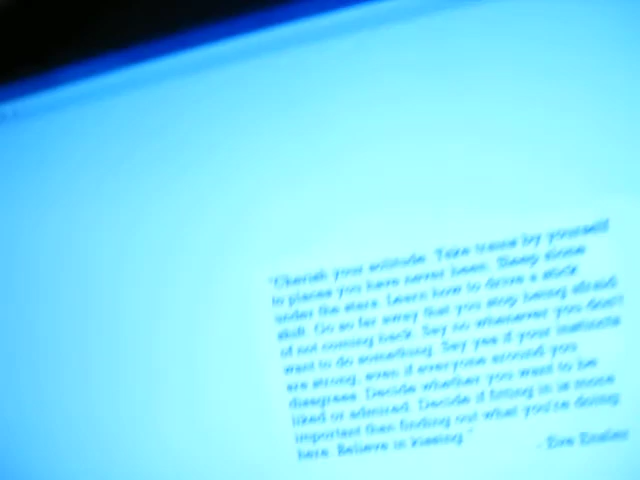 "Cherish your solitude. Take trains by yourself
to places you have never been. Sleep alone
under the stars. Learn how to drive a stick
shift. Go so far away that you stop being afraid
of not coming back. Say no whenever you don't
want to do something. Say yes if your instincts
are strong, even if everyone around you
disagrees. Decide whether you want to be
liked or admired. Decide if fitting in is more
important than finding out what you're doing
here. Believe in kissing."
- Eve Ensler